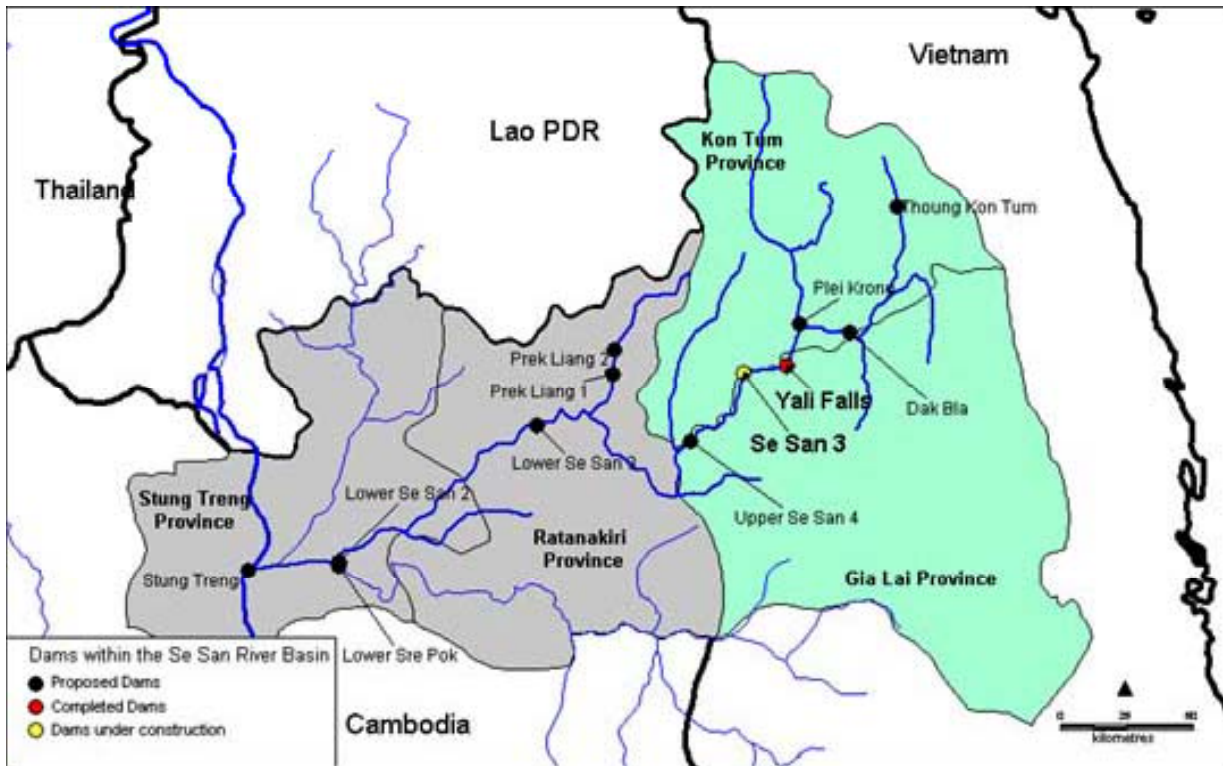 Vietnam
Lao PDR
Kon Tum
Province
Thailand
Thoung Kon Tum
Plei Krong
Prek Liang 2
Prek Liang 1
Yali Falls
Dak Bla
Se San 3
Lower Se San 3
Lower Se San 2
Stung Treng
Province
Upper Se San 4
Ratanakiri
Province
Stung Treng
Gia Lai Province
Dams within the Se San River Basin
Lower Sre Pok
Proposed Dams
Completed Dams
Dams under construction
Cambodia
0
kilometres